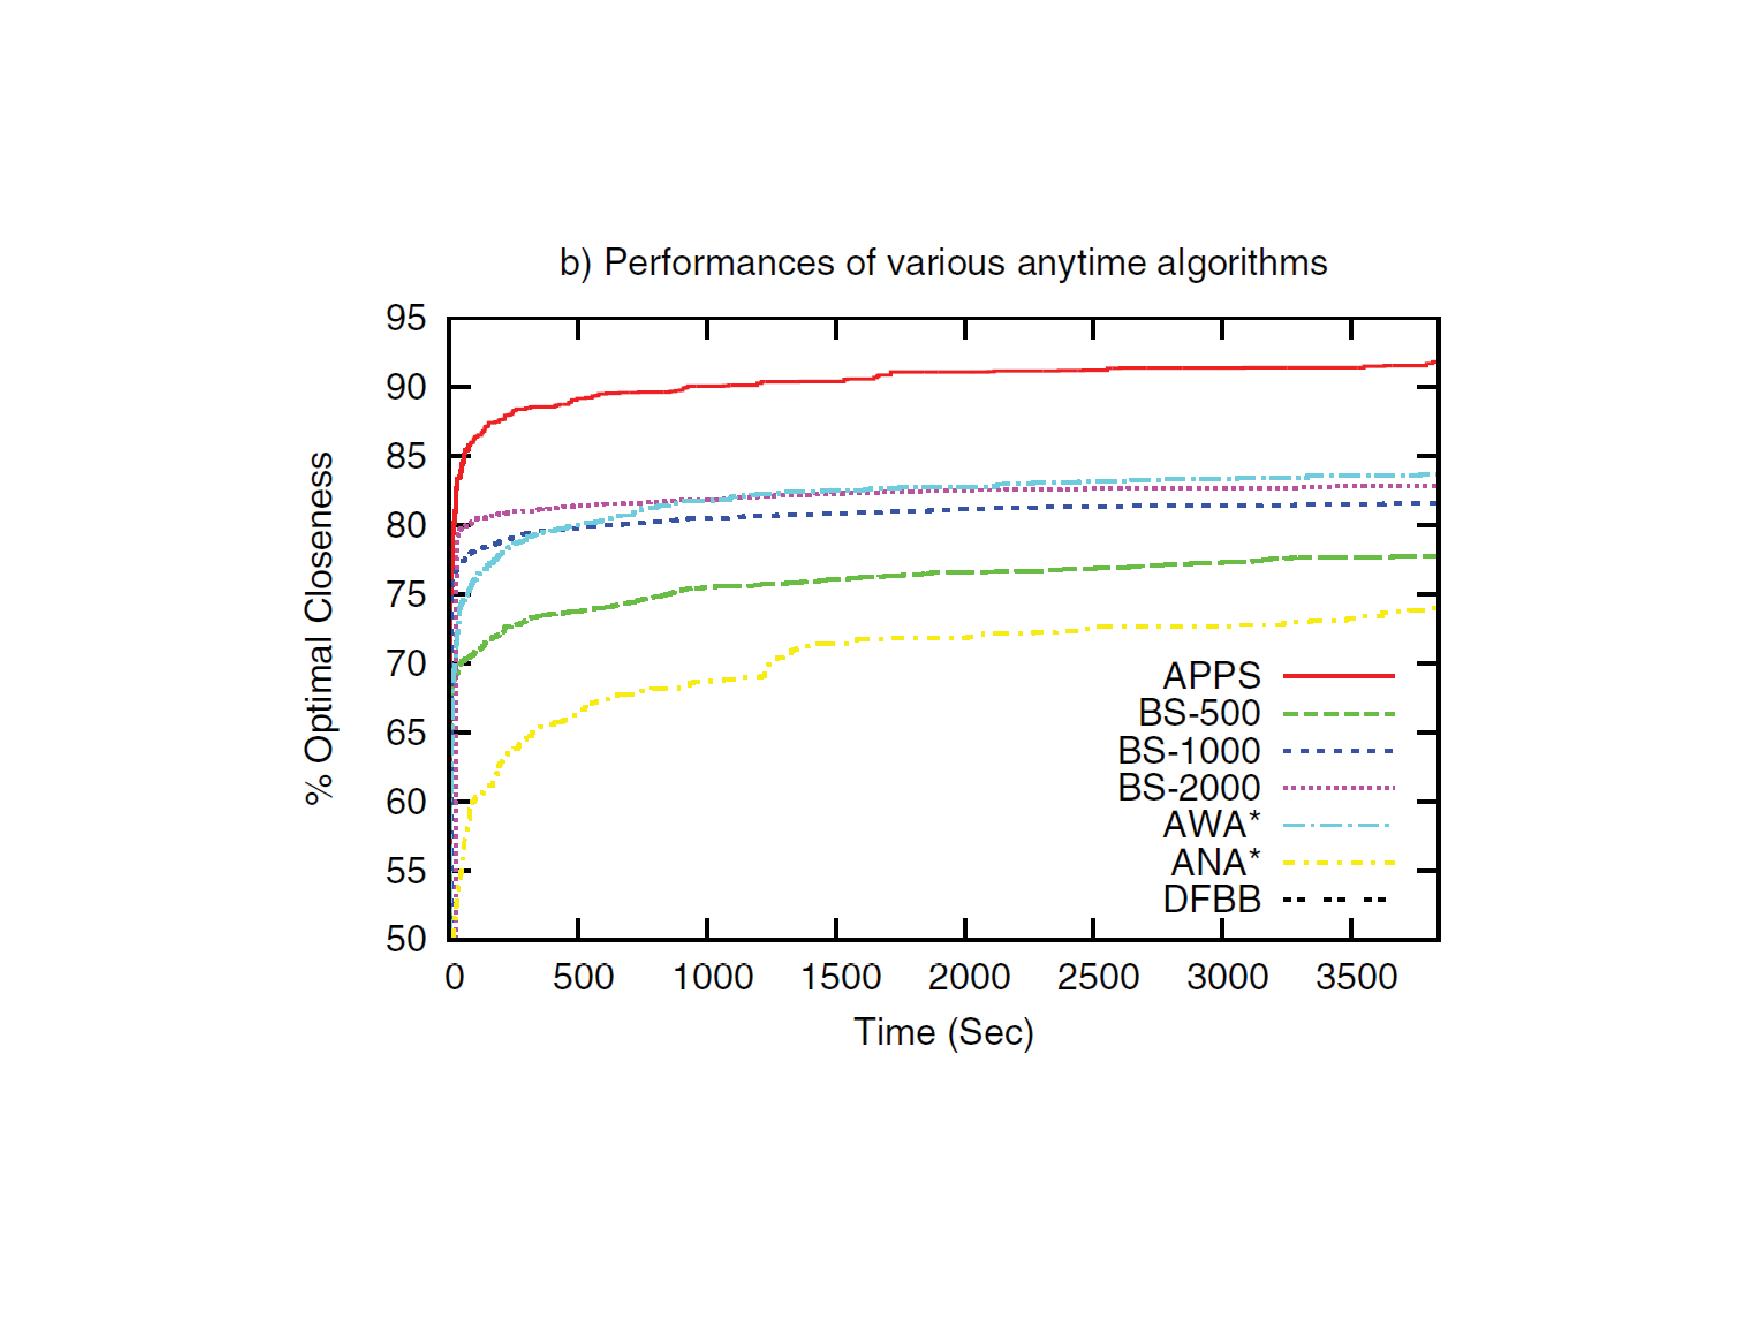 b) Performances of various anytime algorithms
95
90
85
80
75
70
65
60
55
50
% Optimal Closeness
APPS
BS-500
BS-1000
BS-2000
AWA*
ANA*
DFBB
0 500 1000 1500 2000 2500 3000 3500
Time (Sec)